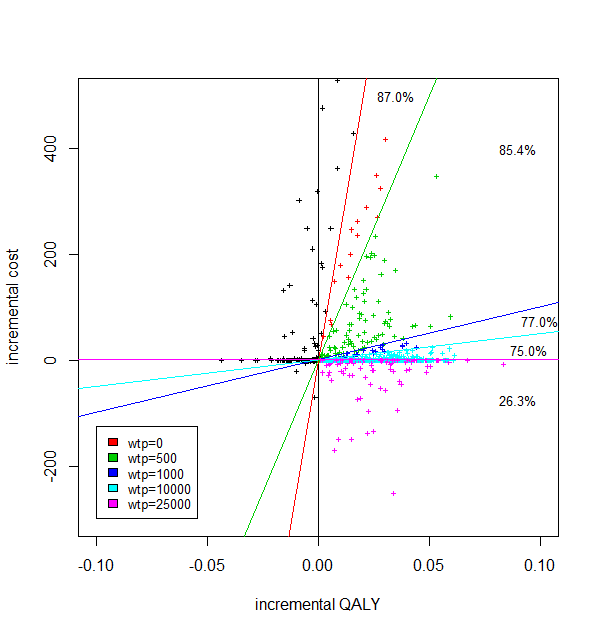 87.0%
400
85.4%
200
77.0%
75.0%
0
26.3%
-200
wtp=0
wtp=500
wtp=1000
wtp=10000
wtp=25000
-0.10 -0.05 0.00 0.05 0.10
incremental QALY
incremental cost